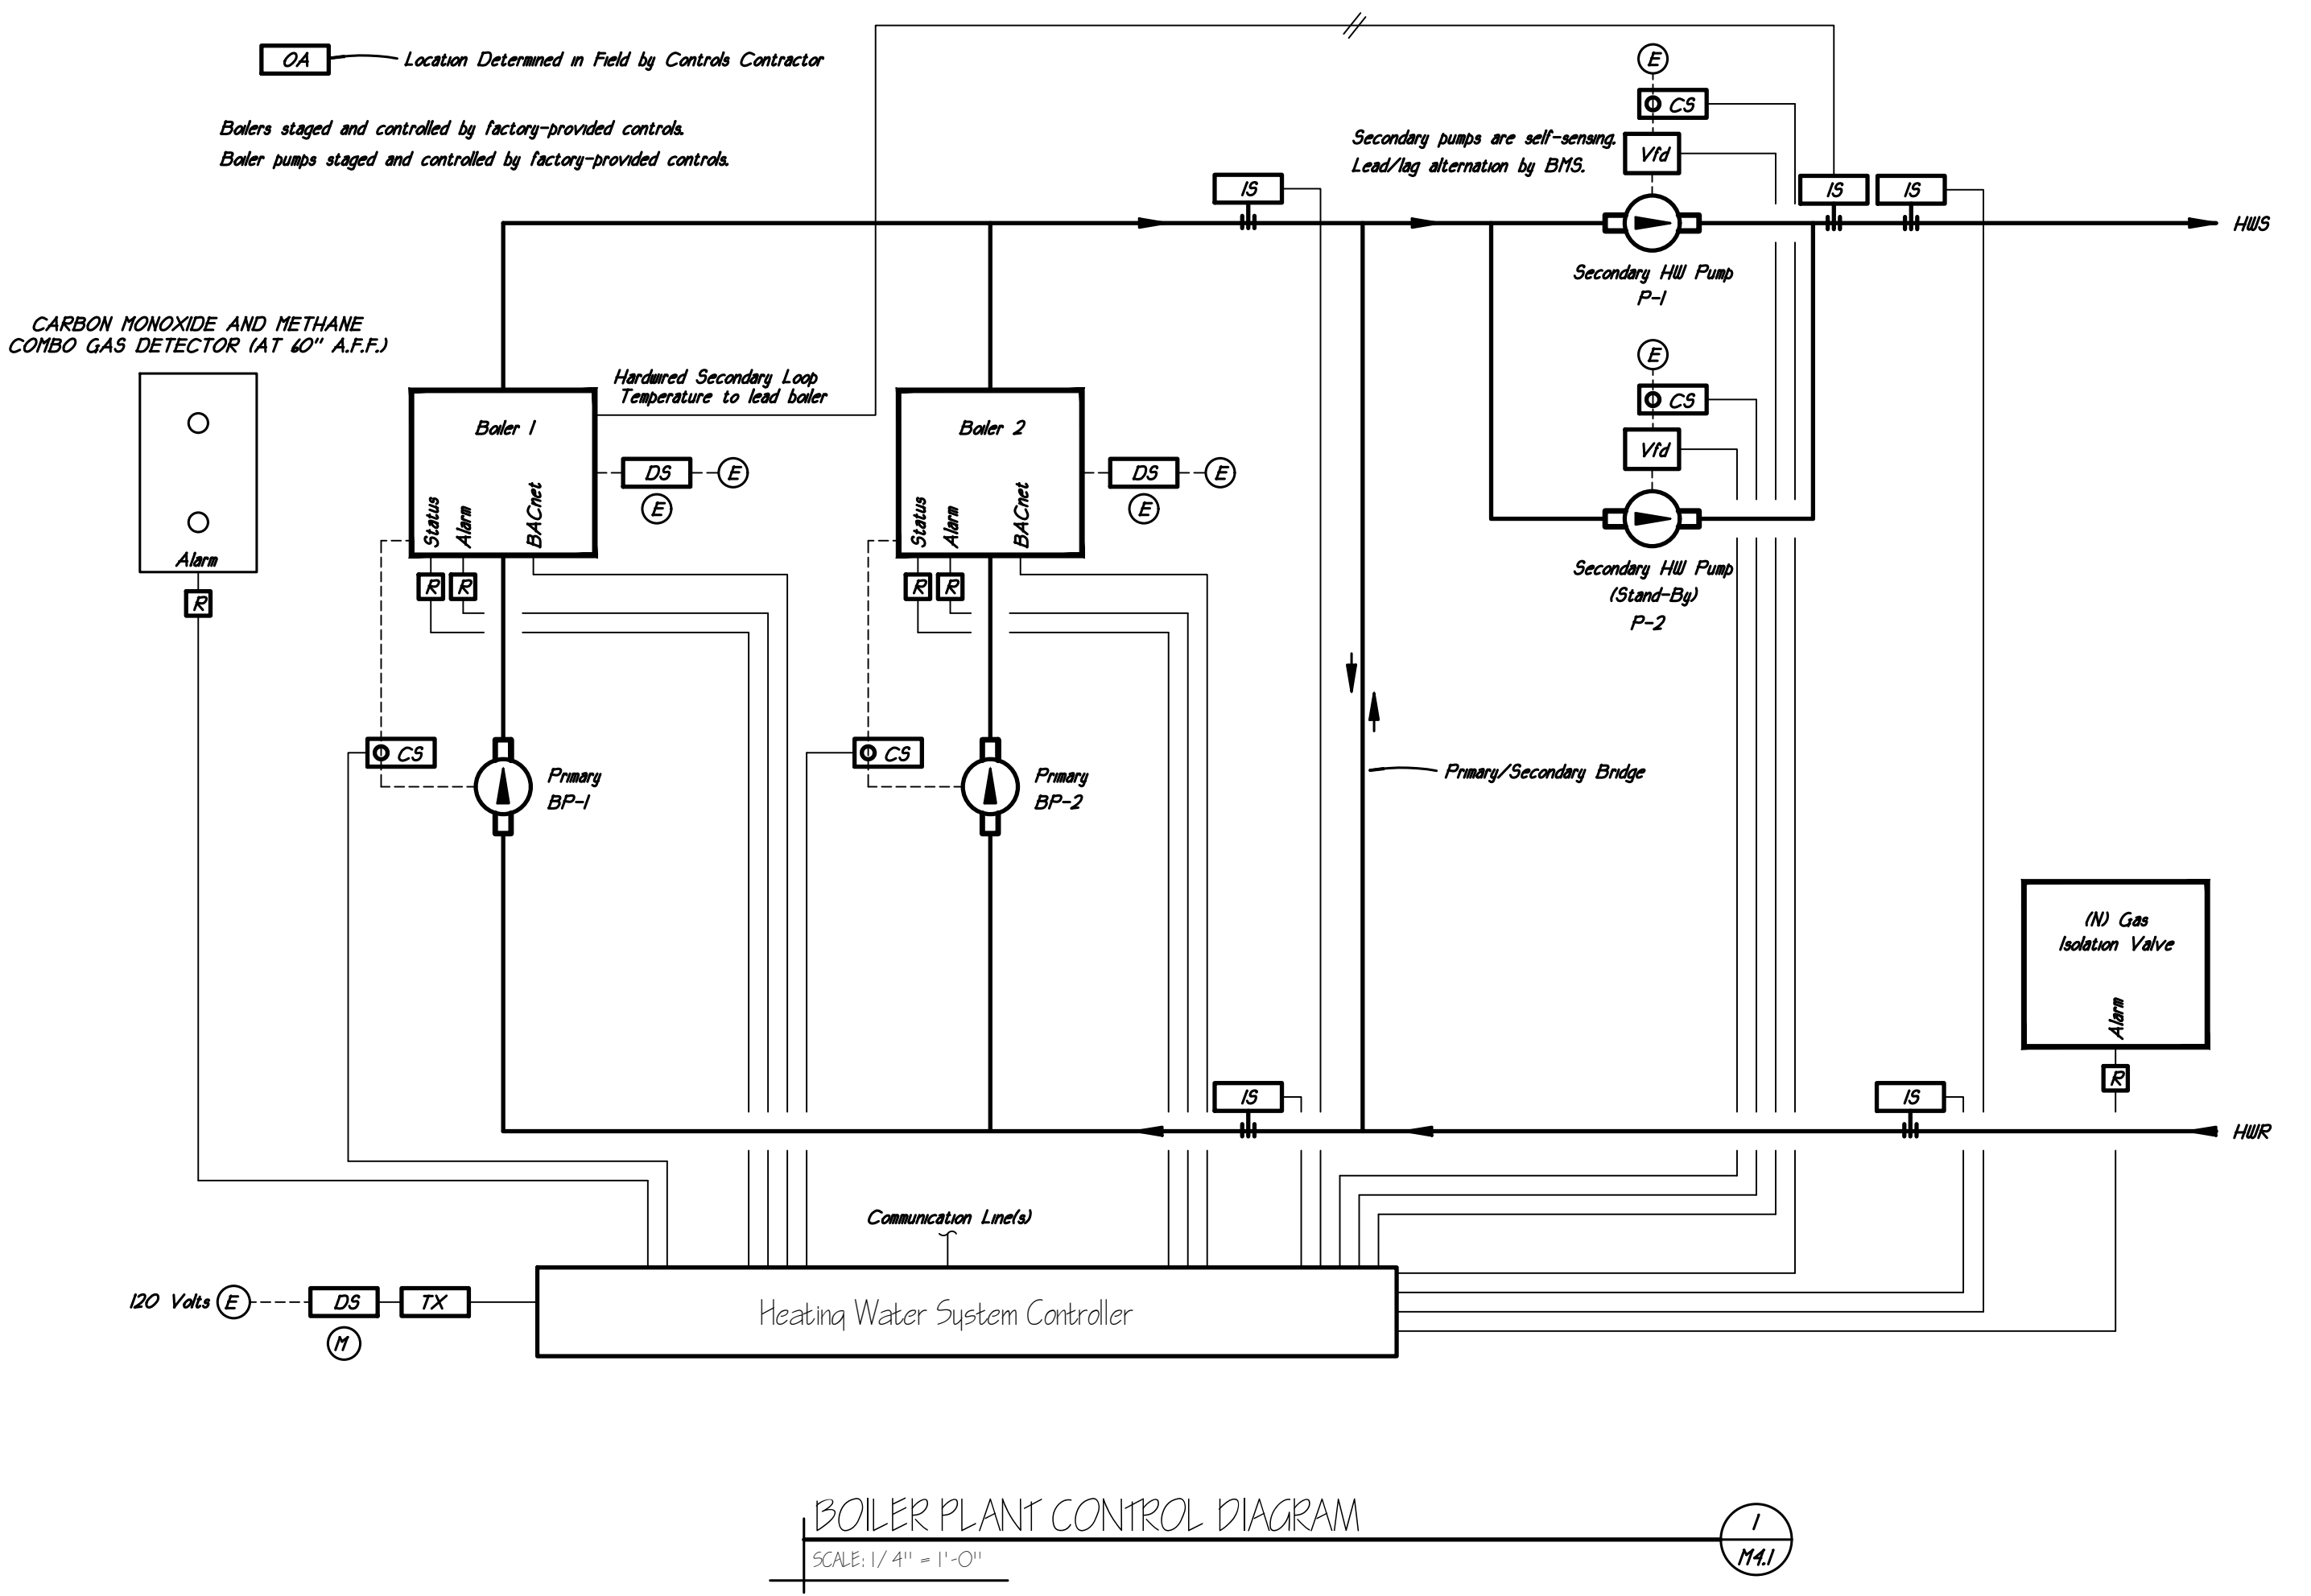 OA
Location Determined in Field by Controls Contractor
Boilers staged and controlled by factory-provided controls.
Boiler pumps staged and controlled by factory-provided controls.
E
CS
Secondary pumps are self-sensing.
Lead/lag alternation by BMS.
Vfd
IS
IS
IS
HWS
Secondary HW Pump
P-1
CARBON MONOXIDE AND METHANE
COMBO GAS DETECTOR (AT 60" A.F.F.)
Alarm
R
Hardwired Secondary Loop
Temperature to lead boiler
Boiler 1
Status
Alarm
BACnet
DS
E
E
R
R
Boiler 2
Status
Alarm
BACnet
DS
E
E
R
R
E
CS
Vfd
Secondary HW Pump
(Stand-By)
P-2
CS
Primary
BP-1
CS
Primary
BP-2
Primary/Secondary Bridge
(N) Gas
Isolation Valve
Alarm
R
IS
IS
HWR
Communication Line(s)
120 Volts
E
DS
TX
M
Heating Water System Controller
BOILER PLANT CONTROL DIAGRAM
SCALE: 1/4" = 1'-0"
1
M4.1